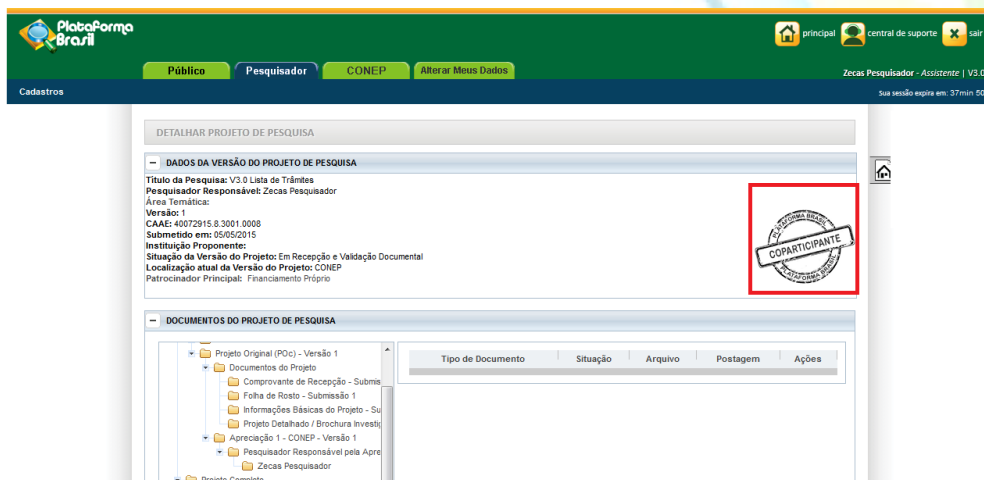 Plataforma
Brasil
principal
central de suporte
sair
Público
Pesquisador
CONEP
Alterar Meus Dados
Zecas Pesquisador - Assistente | V3.0
Cadastros
Sua sessão expira em: 37min 50
DETALHAR PROJETO DE PESQUISA
DADOS DA VERSÃO DO PROJETO DE PESQUISA
Título da Pesquisa: V3.0 Lista de Trâmites
Pesquisador Responsável: Zecas Pesquisador
Área Temática:
Versão: 1
CAAE: 40072915.8.3001.0008
Submetido em: 05/05/2015
Instituição Proponente:
Situação da Versão do Projeto: Em Recepção e Validação Documental
Localização atual da Versão do Projeto: CONEP
Patrocinador Principal: Financiamento Próprio
PLATAFORMA BRASIL
COPARTICIPANTE
PLATAFORMA BRASIL
DOCUMENTOS DO PROJETO DE PESQUISA
Projeto Original (POc) - Versão 1
Documentos do Projeto
Comprovante de Recepção - Submis
Folha de Rosto - Submissão 1
Informações Básicas do Projeto - Su
Projeto Detalhado / Brochura Investig
Apreciação 1 - CONEP - Versão 1
Pesquisador Responsável pela Apre
Zecas Pesquisador
Projeto Completo
Tipo de Documento
Situação
Arquivo
Postagem
Ações